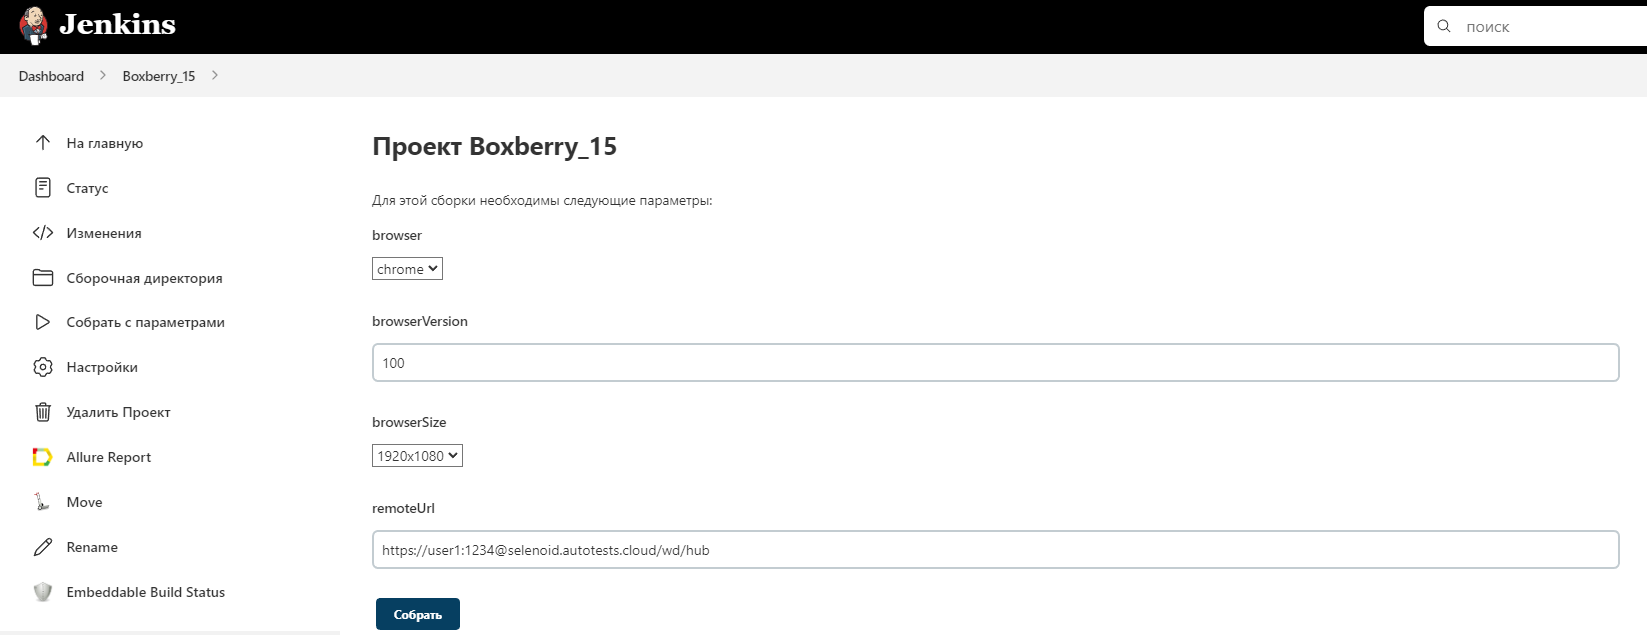 Jenkins
поиск
Dashboard
Boxberry_15
На главную
Статус
Изменения
Сборочная директория
Собрать с параметрами
Настройки
Удалить Проект
Allure Report
Move
Rename
Embeddable Build Status
Проект Boxberry_15
Для этой сборки необходимы следующие параметры:
browser
chrome
browserVersion
100
browserSize
1920x1080
remoteUrl
https://user1:1234@selenoid.autotests.cloud/wd/hub
Собрать